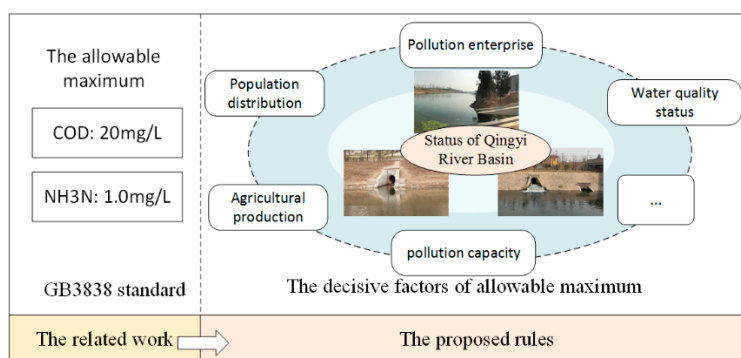 The allowable
maximum
COD: 20mg/L
NH3N: 1.0mg/L
GB3838 standard
The related work
Pollution enterprise
Population
distribution
Water quality
status
Status of Qingyi
River Basin
Agricultural
production
...
pollution capacity
The decisive factors of allowable maximum
The proposed rules